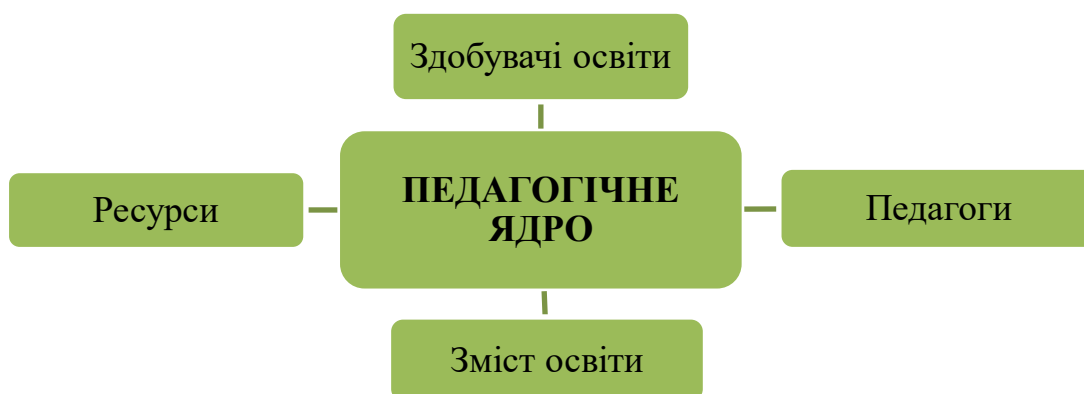 Здобувачі освіти
Ресурси
ПЕДАГОГІЧНЕ
ЯДРО
Педагоги
Зміст освіти